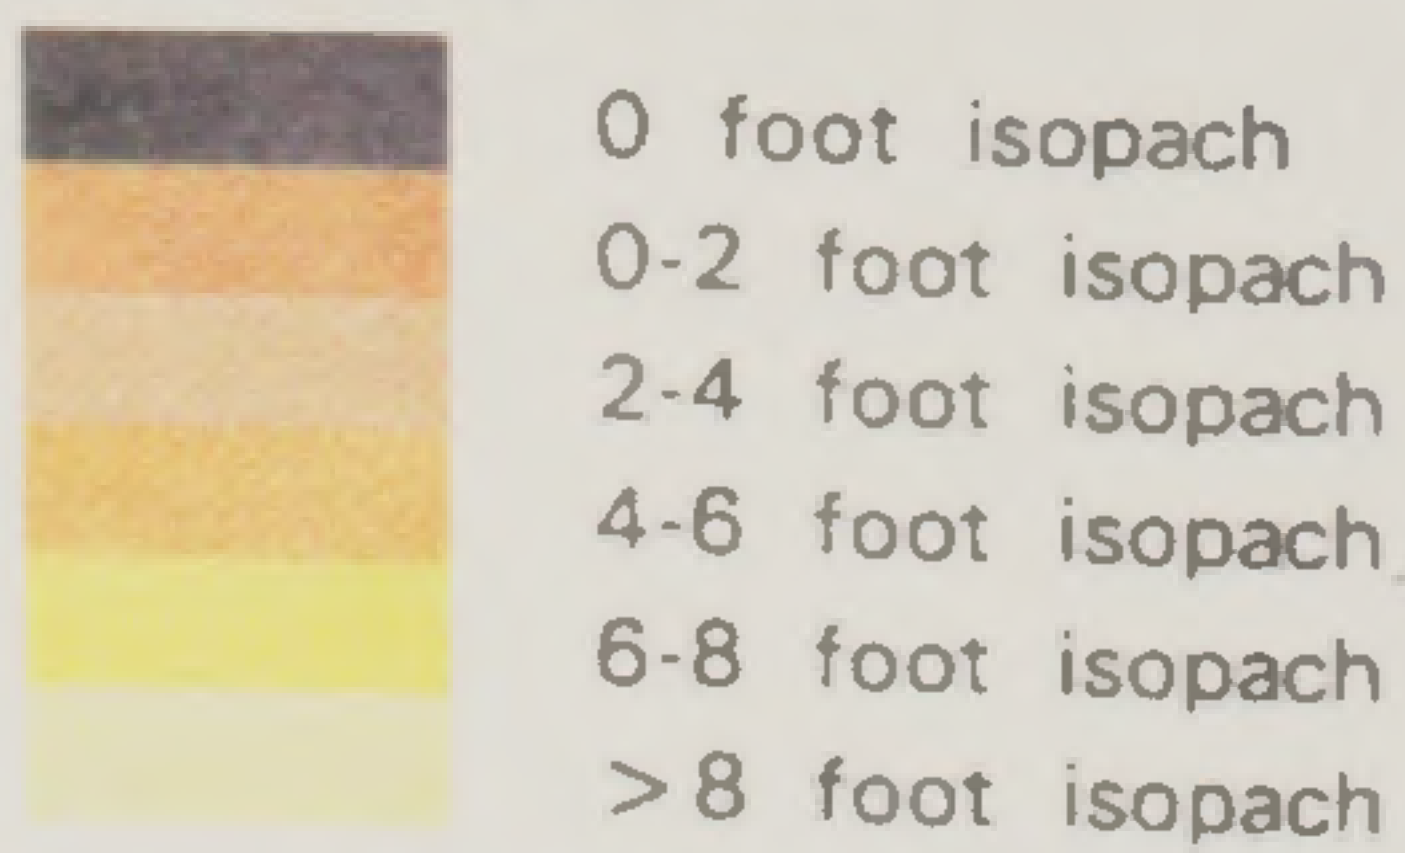 0 foot isopach
0-2 foot isopach
2-4 foot isopach
4-6 foot isopach
6-8 foot isopach
>8 foot isopach